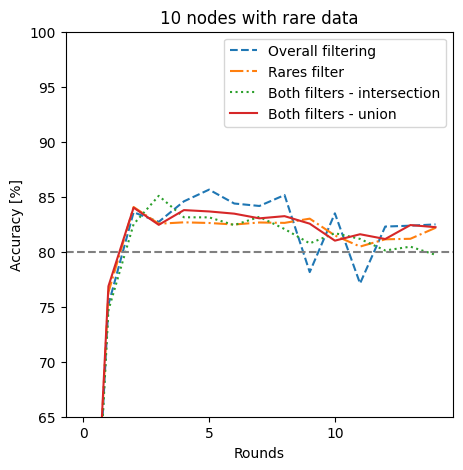 10 nodes with rare data
Overall filtering
Rares filter
Both filters - intersection
Both filters - union
Accuracy [%]
100
95
90
85
80
75
70
65
0
5
10
Rounds